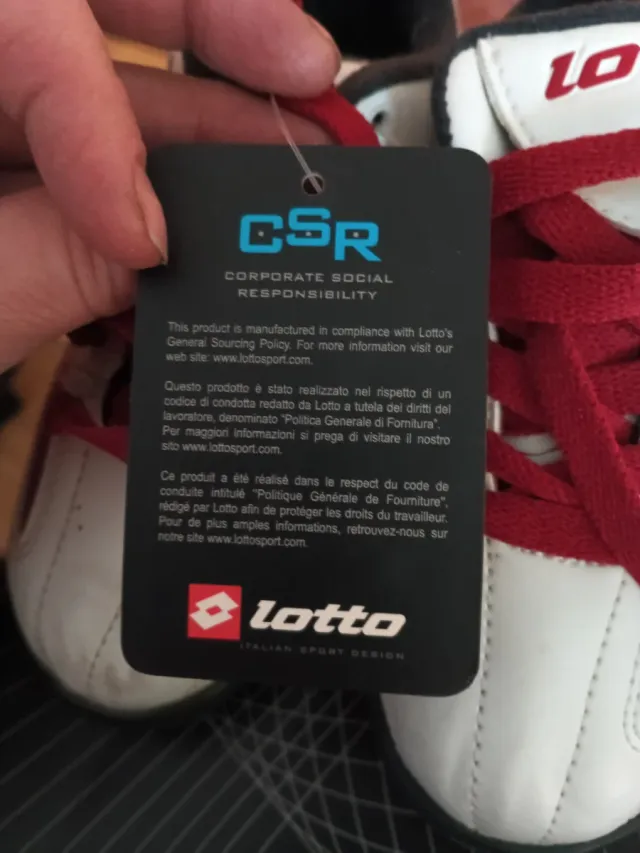 lo
CSR
CORPORATE SOCIAL
RESPONSIBILITY
This product is manufactured in compliance with Lotto's
General Sourcing Policy. For more information visit our
web site: www.lottosport.com.
Questo prodotto è stato realizzato nel rispetto di un
codice di condotta redatto da Lotto a tutela dei diritti del
lavoratore, denominato "Politica Generale di Fornitura".
Per maggiori informazioni si prega di visitare il nostro
sito www.lottosport.com.
Ce produit a été réalisé dans le respect du code de
conduite intitulé "Politique Générale de Fourniture",
rédigé par Lotto afin de protéger les droits du travailleur.
Pour de plus amples informations, retrouvez-nous sur
notre site www.lottosport.com.
lotto
ITALIAN SPORT DESIGN